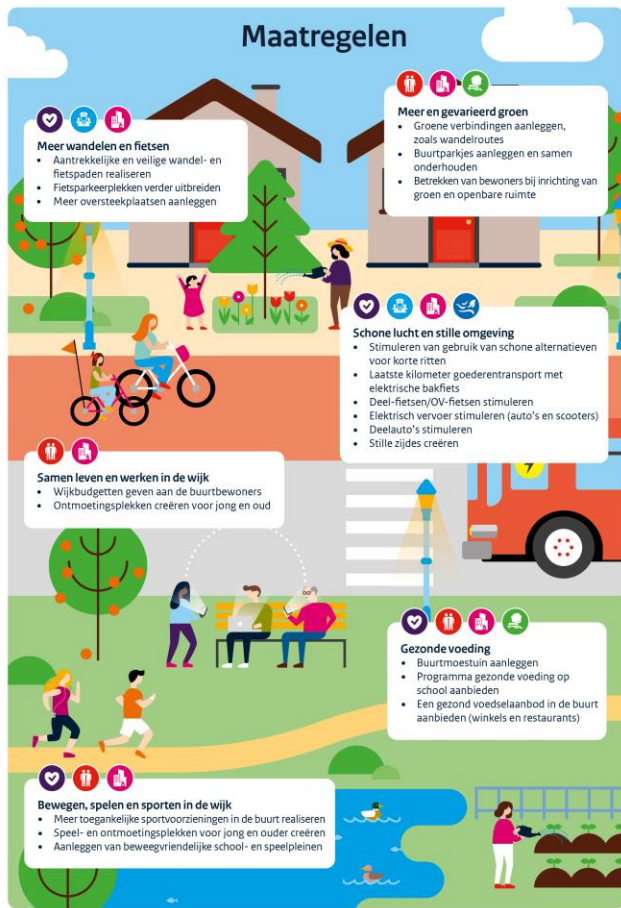 Maatregelen
Meer wandelen en fietsen
• Aantrekkelijke en veilige wandel- en
fietspaden realiseren
• Fietsparkeerplekken verder uitbreiden
• Meer oversteekplaatsen aanleggen
Meer en gevarieerd groen
• Groene verbindingen aanleggen,
zoals wandelroutes
• Buurtparkjes aanleggen en samen
onderhouden
• Betrekken van bewoners bij inrichting van
groen en openbare ruimte
Schone lucht en stille omgeving
• Stimuleren van gebruik van schone alternatieven
voor korte ritten
• Laatste kilometer goederentransport met
elektrische bakfiets
• Deel-fietsen/OV-fietsen stimuleren
• Elektrisch vervoer stimuleren (auto's en scooters)
• Deelauto's stimuleren
• Stille zijdes creëren
Samen leven en werken in de wijk
• Wijkbudgetten geven aan de buurtbewoners
• Ontmoetingsplekken creëren voor jong en oud
Gezonde voeding
• Buurtmoestuin aanleggen
• Programma gezonde voeding op
school aanbieden
• Een gezond voedselaanbod in de buurt
aanbieden (winkels en restaurants)
Bewegen, spelen en sporten in de wijk
• Meer toegankelijke sportvoorzieningen in de buurt realiseren
• Speel- en ontmoetingsplekken voor jong en ouder creëren
• Aanleggen van beweegvriendelijke school- en speelpleinen